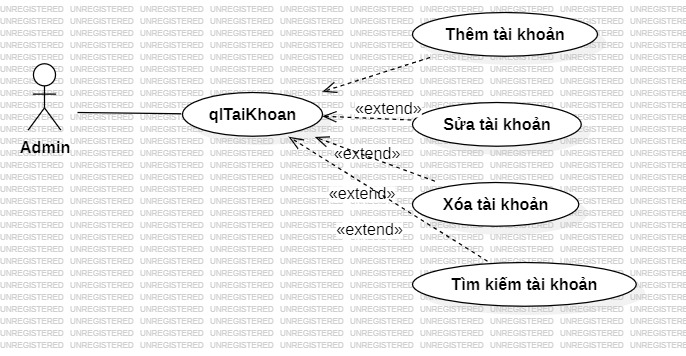 Thêm tài khoản
qlTaiKhoan
«extend»
Sửa tài khoản
Admin
«extend»
«extend»
Xóa tài khoản
«extend»
Tìm kiếm tài khoản
UNREGISTERED